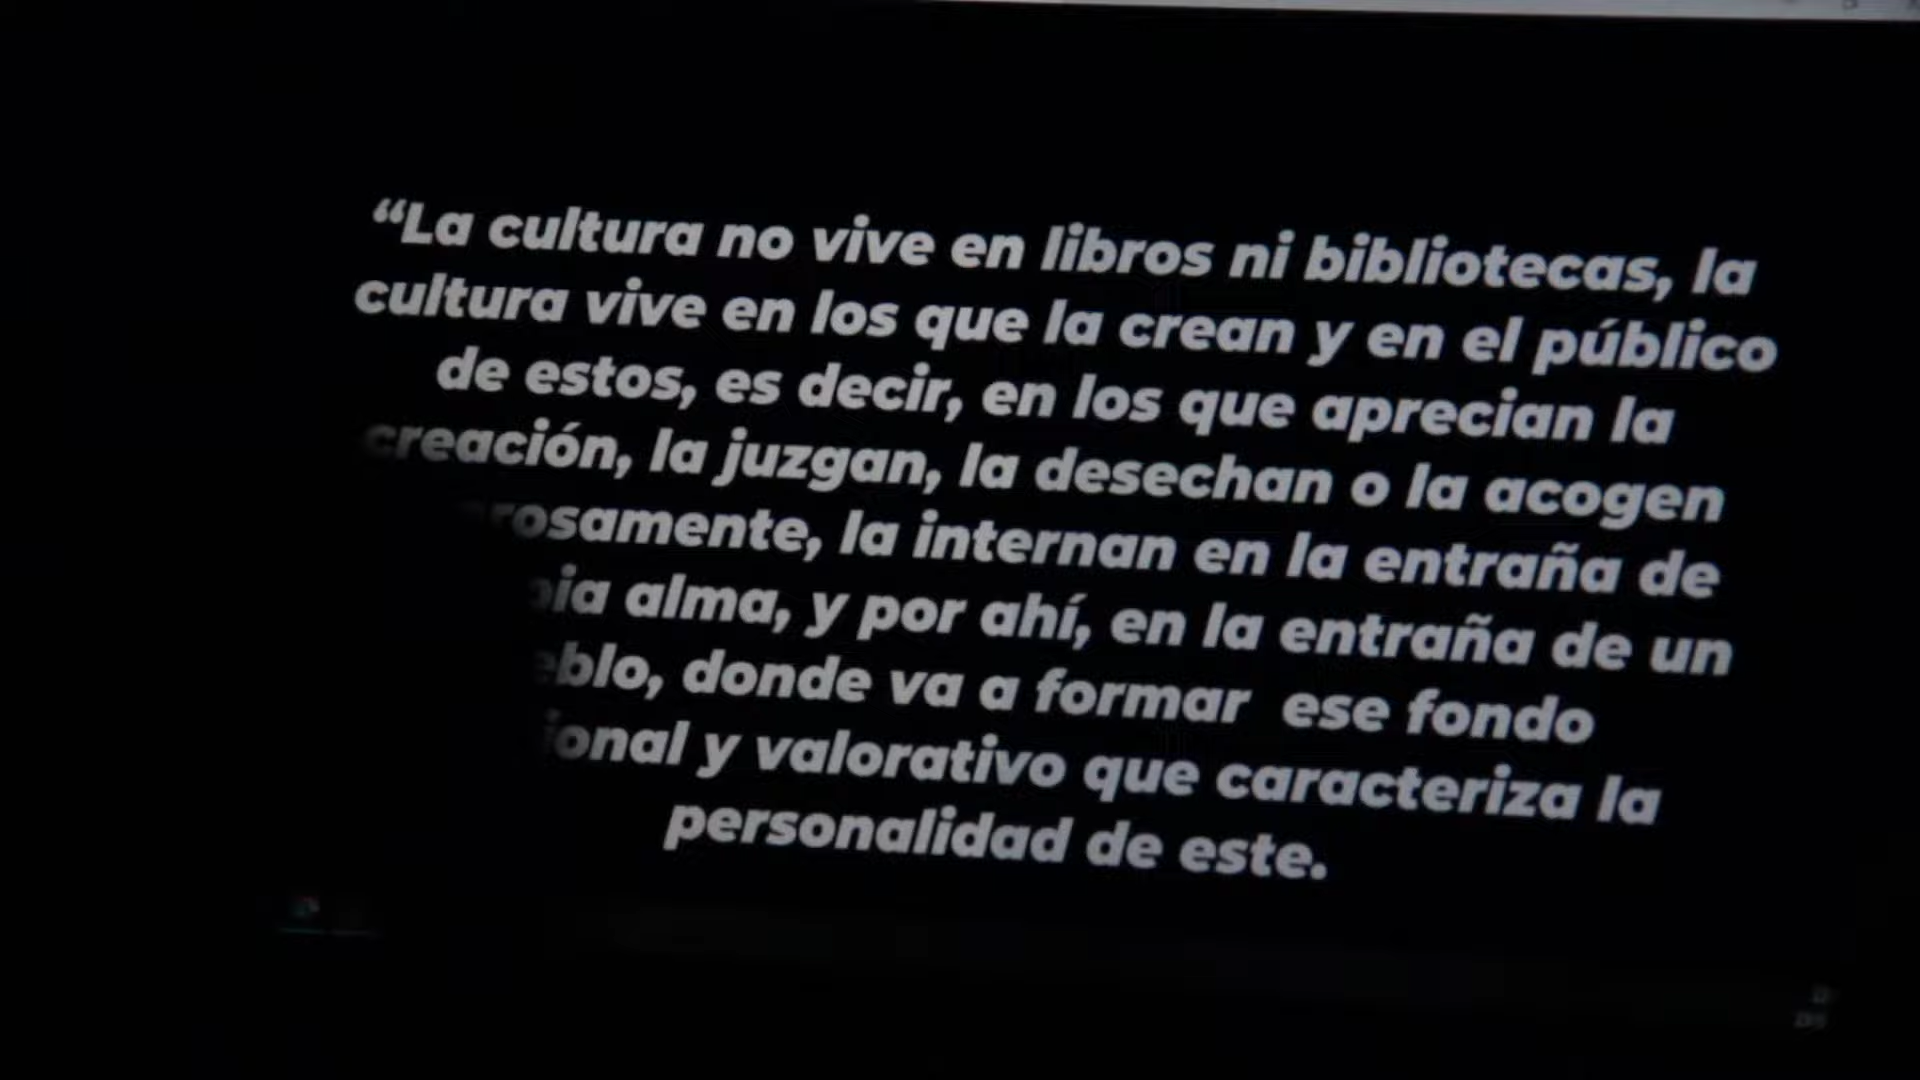 “La cultura no vive en libros ni bibliotecas, la
cultura vive en los que la crean y en el público
de estos, es decir, en los que aprecian la
creación, la juzgan, la desechan o la acogen
la internan en la entraña de
alma, y por ahí, en la entraña de un
donde va a formar ese fondo
y valorativo que caracteriza la
personalidad de este.